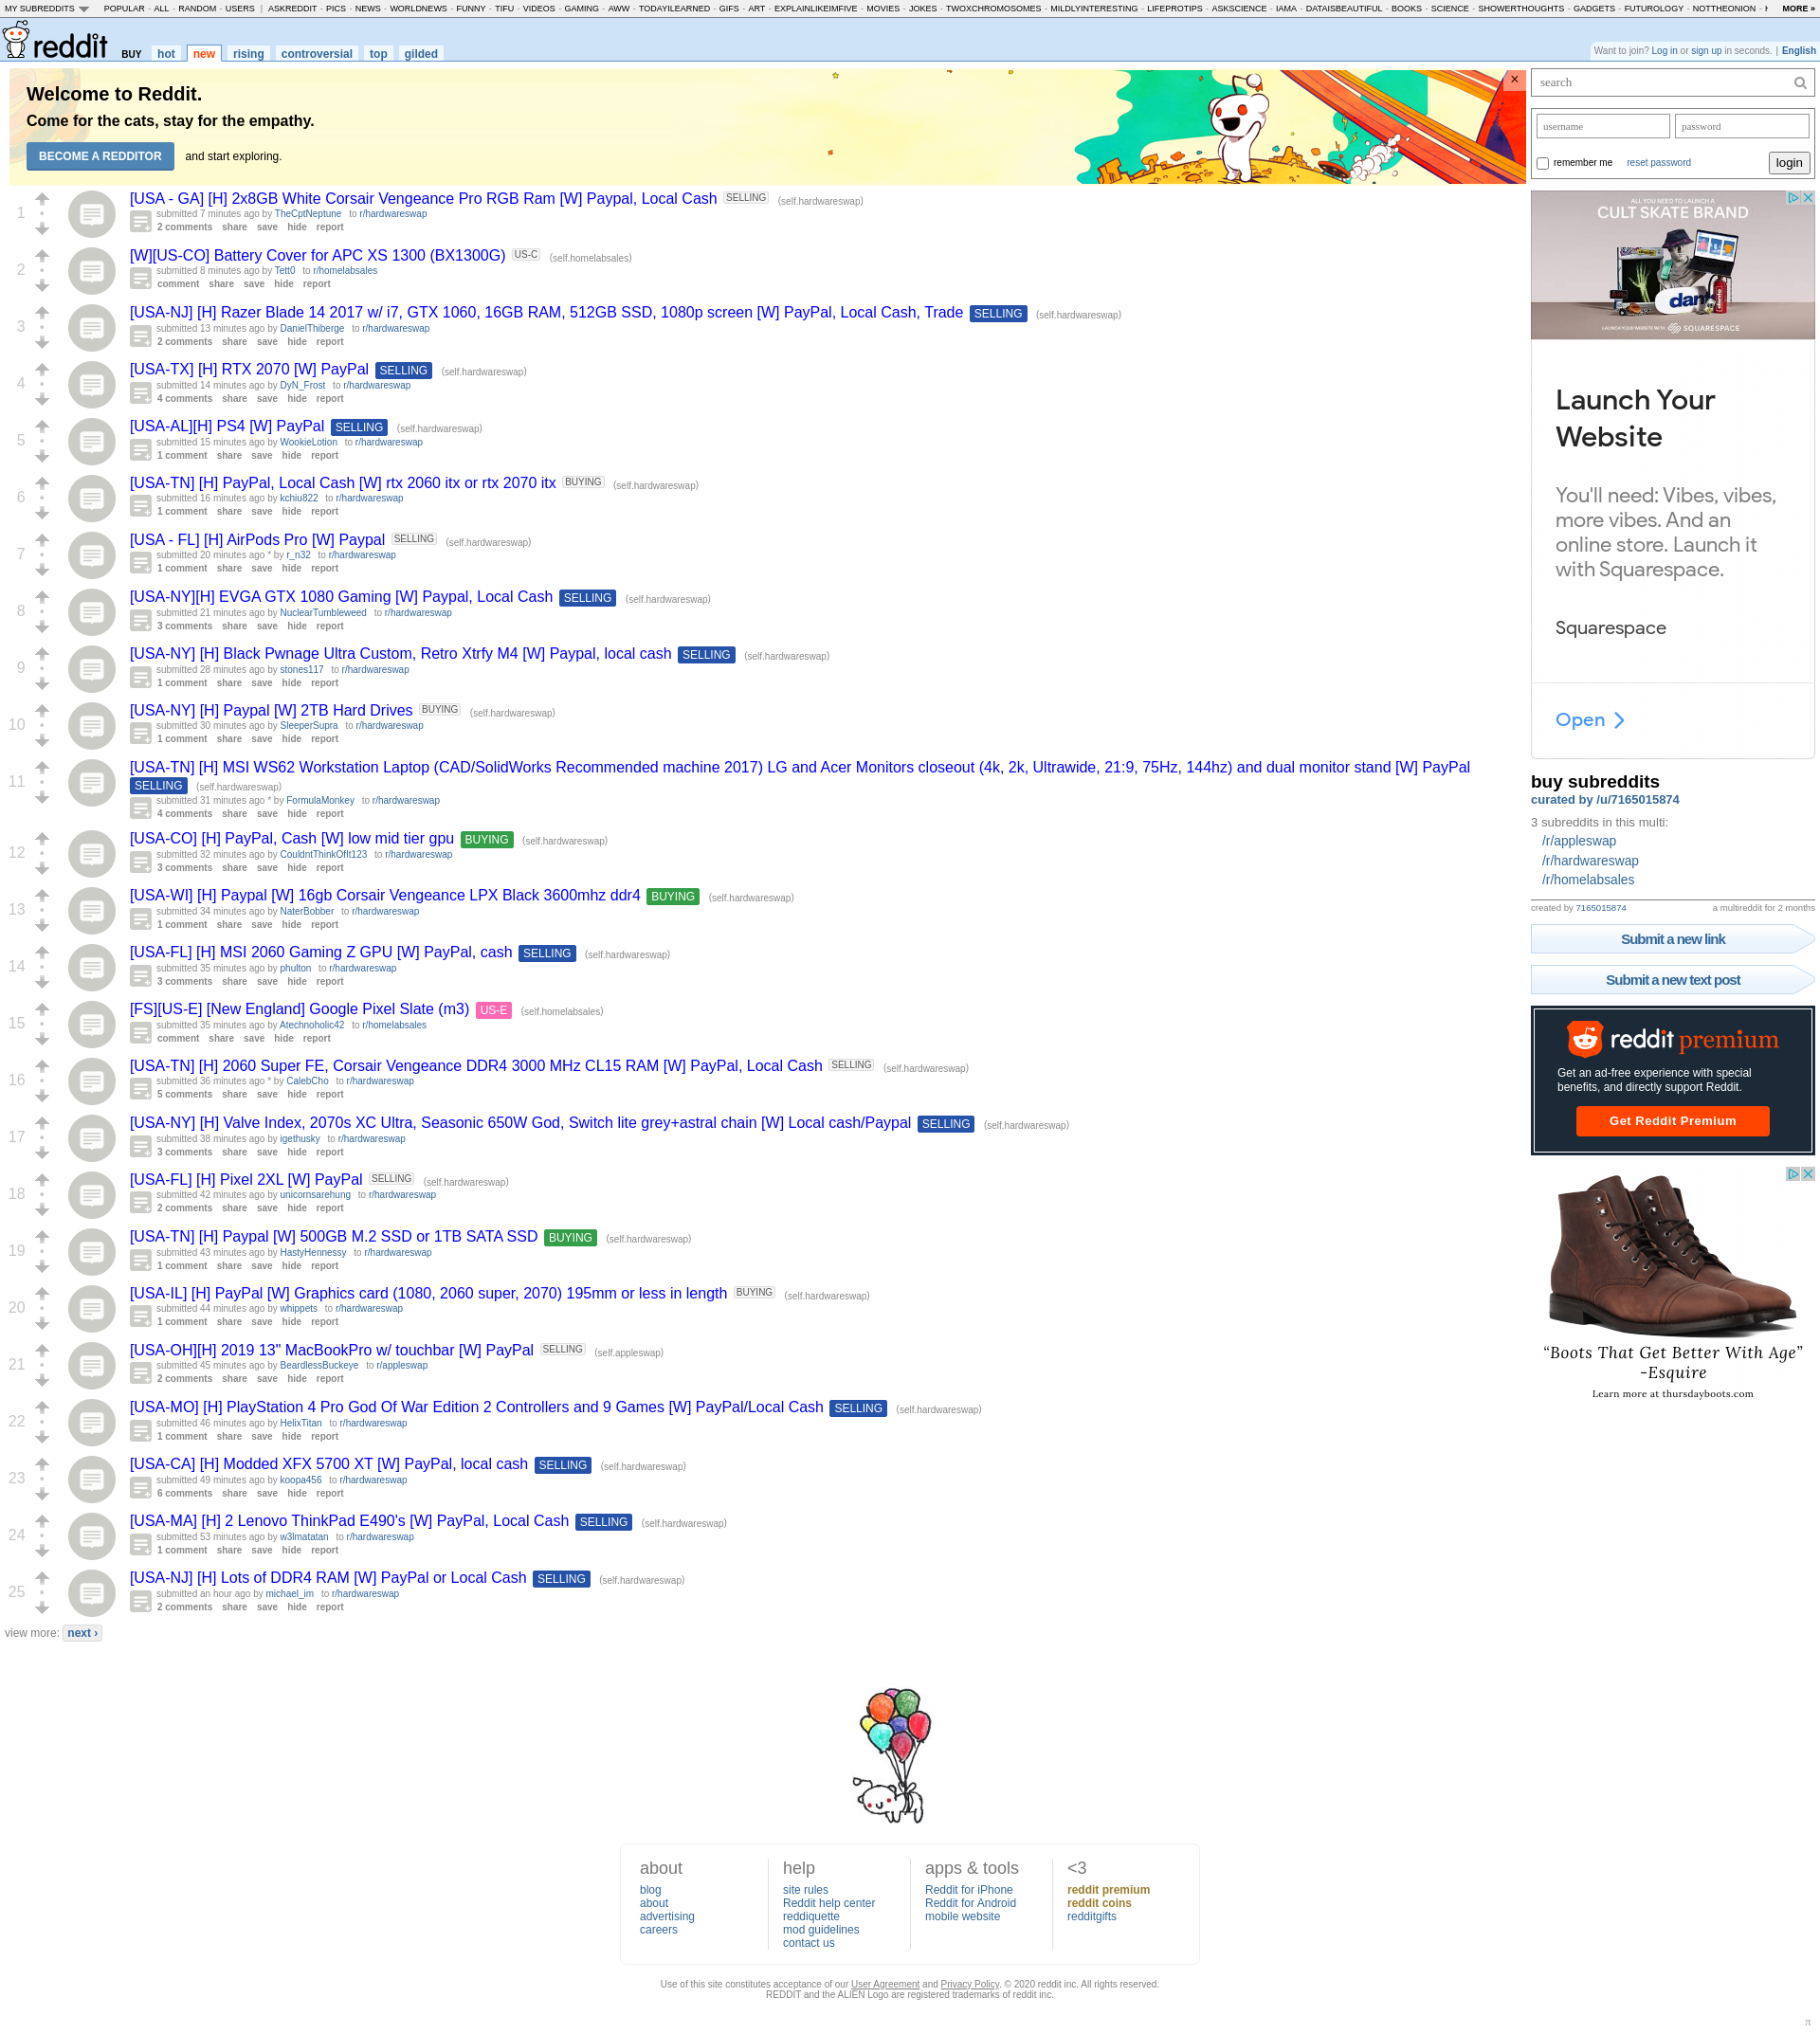 MY SUBREDDITS POPULAR - ALL - RANDOM - USERS | ASKREDDIT - PICS - NEWS - WORLDNEWS - FUNNY - TIFU - VIDEOS - GAMING - AWW - TODAYILEARNED - GIFS - ART - EXPLAINLIKEIMFIVE - MOVIES - JOKES - TWOXCHROMOSOMES - MILDLYINTERESTING - LIFEPROTIPS - ASKSCIENCE - IAMA - DATAISBEAUTIFUL - BOOKS - SCIENCE - SHOWERTHOUGHTS - GADGETS - FUTUROLOGY - NOTTHEONION - MORE »
reddit BUY hot new rising controversial top gilded
Want to join? Log in or sign up in seconds. | English
Welcome to Reddit.
Come for the cats, stay for the empathy.
BECOME A REDDITOR and start exploring.
×
1 [USA - GA] [H] 2x8GB White Corsair Vengeance Pro RGB Ram [W] Paypal, Local Cash SELLING (self.hardwareswap)
submitted 7 minutes ago by TheCptNeptune to r/hardwareswap
2 comments share save hide report
2 [W][US-CO] Battery Cover for APC XS 1300 (BX1300G) US-C (self.homelabsales)
submitted 8 minutes ago by Tett0 to r/homelabsales
comment share save hide report
3 [USA-NJ] [H] Razer Blade 14 2017 w/ i7, GTX 1060, 16GB RAM, 512GB SSD, 1080p screen [W] PayPal, Local Cash, Trade SELLING (self.hardwareswap)
submitted 13 minutes ago by DanielThiberge to r/hardwareswap
2 comments share save hide report
4 [USA-TX] [H] RTX 2070 [W] PayPal SELLING (self.hardwareswap)
submitted 14 minutes ago by DyN_Frost to r/hardwareswap
4 comments share save hide report
5 [USA-AL][H] PS4 [W] PayPal SELLING (self.hardwareswap)
submitted 15 minutes ago by WookieLotion to r/hardwareswap
1 comment share save hide report
6 [USA-TN] [H] PayPal, Local Cash [W] rtx 2060 itx or rtx 2070 itx BUYING (self.hardwareswap)
submitted 16 minutes ago by kchiu822 to r/hardwareswap
1 comment share save hide report
7 [USA - FL] [H] AirPods Pro [W] Paypal SELLING (self.hardwareswap)
submitted 20 minutes ago * by r_n32 to r/hardwareswap
1 comment share save hide report
8 [USA-NY][H] EVGA GTX 1080 Gaming [W] Paypal, Local Cash SELLING (self.hardwareswap)
submitted 21 minutes ago by NuclearTumbleweed to r/hardwareswap
3 comments share save hide report
9 [USA-NY] [H] Black Pwnage Ultra Custom, Retro Xtrfy M4 [W] Paypal, local cash SELLING (self.hardwareswap)
submitted 28 minutes ago by stones117 to r/hardwareswap
1 comment share save hide report
10 [USA-NY] [H] Paypal [W] 2TB Hard Drives BUYING (self.hardwareswap)
submitted 30 minutes ago by SleeperSupra to r/hardwareswap
1 comment share save hide report
11 [USA-TN] [H] MSI WS62 Workstation Laptop (CAD/SolidWorks Recommended machine 2017) LG and Acer Monitors closeout (4k, 2k, Ultrawide, 21:9, 75Hz, 144hz) and dual monitor stand [W] PayPal
SELLING (self.hardwareswap)
submitted 31 minutes ago * by FormulaMonkey to r/hardwareswap
4 comments share save hide report
12 [USA-CO] [H] PayPal, Cash [W] low mid tier gpu BUYING (self.hardwareswap)
submitted 32 minutes ago by CouldntThinkOfIt123 to r/hardwareswap
3 comments share save hide report
13 [USA-WI] [H] Paypal [W] 16gb Corsair Vengeance LPX Black 3600mhz ddr4 BUYING (self.hardwareswap)
submitted 34 minutes ago by NaterBobber to r/hardwareswap
1 comment share save hide report
14 [USA-FL] [H] MSI 2060 Gaming Z GPU [W] PayPal, cash SELLING (self.hardwareswap)
submitted 35 minutes ago by phulton to r/hardwareswap
3 comments share save hide report
15 [FS][US-E] [New England] Google Pixel Slate (m3) US-E (self.homelabsales)
submitted 35 minutes ago by Atechnoholic42 to r/homelabsales
comment share save hide report
16 [USA-TN] [H] 2060 Super FE, Corsair Vengeance DDR4 3000 MHz CL15 RAM [W] PayPal, Local Cash SELLING (self.hardwareswap)
submitted 36 minutes ago * by CalebCho to r/hardwareswap
5 comments share save hide report
17 [USA-NY] [H] Valve Index, 2070s XC Ultra, Seasonic 650W God, Switch lite grey+astral chain [W] Local cash/Paypal SELLING (self.hardwareswap)
submitted 38 minutes ago by igethusky to r/hardwareswap
3 comments share save hide report
18 [USA-FL] [H] Pixel 2XL [W] PayPal SELLING (self.hardwareswap)
submitted 42 minutes ago by unicornsarehung to r/hardwareswap
2 comments share save hide report
19 [USA-TN] [H] Paypal [W] 500GB M.2 SSD or 1TB SATA SSD BUYING (self.hardwareswap)
submitted 43 minutes ago by HastyHennessy to r/hardwareswap
1 comment share save hide report
20 [USA-IL] [H] PayPal [W] Graphics card (1080, 2060 super, 2070) 195mm or less in length BUYING (self.hardwareswap)
submitted 44 minutes ago by whippets to r/hardwareswap
1 comment share save hide report
21 [USA-OH][H] 2019 13" MacBookPro w/ touchbar [W] PayPal SELLING (self.appleswap)
submitted 45 minutes ago by BeardlessBuckeye to r/appleswap
2 comments share save hide report
22 [USA-MO] [H] PlayStation 4 Pro God Of War Edition 2 Controllers and 9 Games [W] PayPal/Local Cash SELLING (self.hardwareswap)
submitted 46 minutes ago by HelixTitan to r/hardwareswap
1 comment share save hide report
23 [USA-CA] [H] Modded XFX 5700 XT [W] PayPal, local cash SELLING (self.hardwareswap)
submitted 49 minutes ago by koopa456 to r/hardwareswap
6 comments share save hide report
24 [USA-MA] [H] 2 Lenovo ThinkPad E490's [W] PayPal, Local Cash SELLING (self.hardwareswap)
submitted 53 minutes ago by w3lmatatan to r/hardwareswap
1 comment share save hide report
25 [USA-NJ] [H] Lots of DDR4 RAM [W] PayPal or Local Cash SELLING (self.hardwareswap)
submitted an hour ago by michael_im to r/hardwareswap
2 comments share save hide report
view more: next ›
search
username password
remember me reset password login
ALL YOU NEED TO LAUNCH A
CULT SKATE BRAND
dan
LAUNCH YOUR WEBSITE WITH SQUARESPACE
Launch Your
Website
You'll need: Vibes, vibes,
more vibes. And an
online store. Launch it
with Squarespace.
Squarespace
Open
buy subreddits
curated by /u/7165015874
3 subreddits in this multi:
/r/appleswap
/r/hardwareswap
/r/homelabsales
created by 7165015874 a multireddit for 2 months
Submit a new link
Submit a new text post
reddit premium
Get an ad-free experience with special
benefits, and directly support Reddit.
Get Reddit Premium
“Boots That Get Better With Age”
-Esquire
Learn more at thursdayboots.com
about
blog
about
advertising
careers
help
site rules
Reddit help center
reddiquette
mod guidelines
contact us
apps & tools
Reddit for iPhone
Reddit for Android
mobile website
<3
reddit premium
reddit coins
redditgifts
Use of this site constitutes acceptance of our User Agreement and Privacy Policy. © 2020 reddit inc. All rights reserved.
REDDIT and the ALIEN Logo are registered trademarks of reddit inc.
π